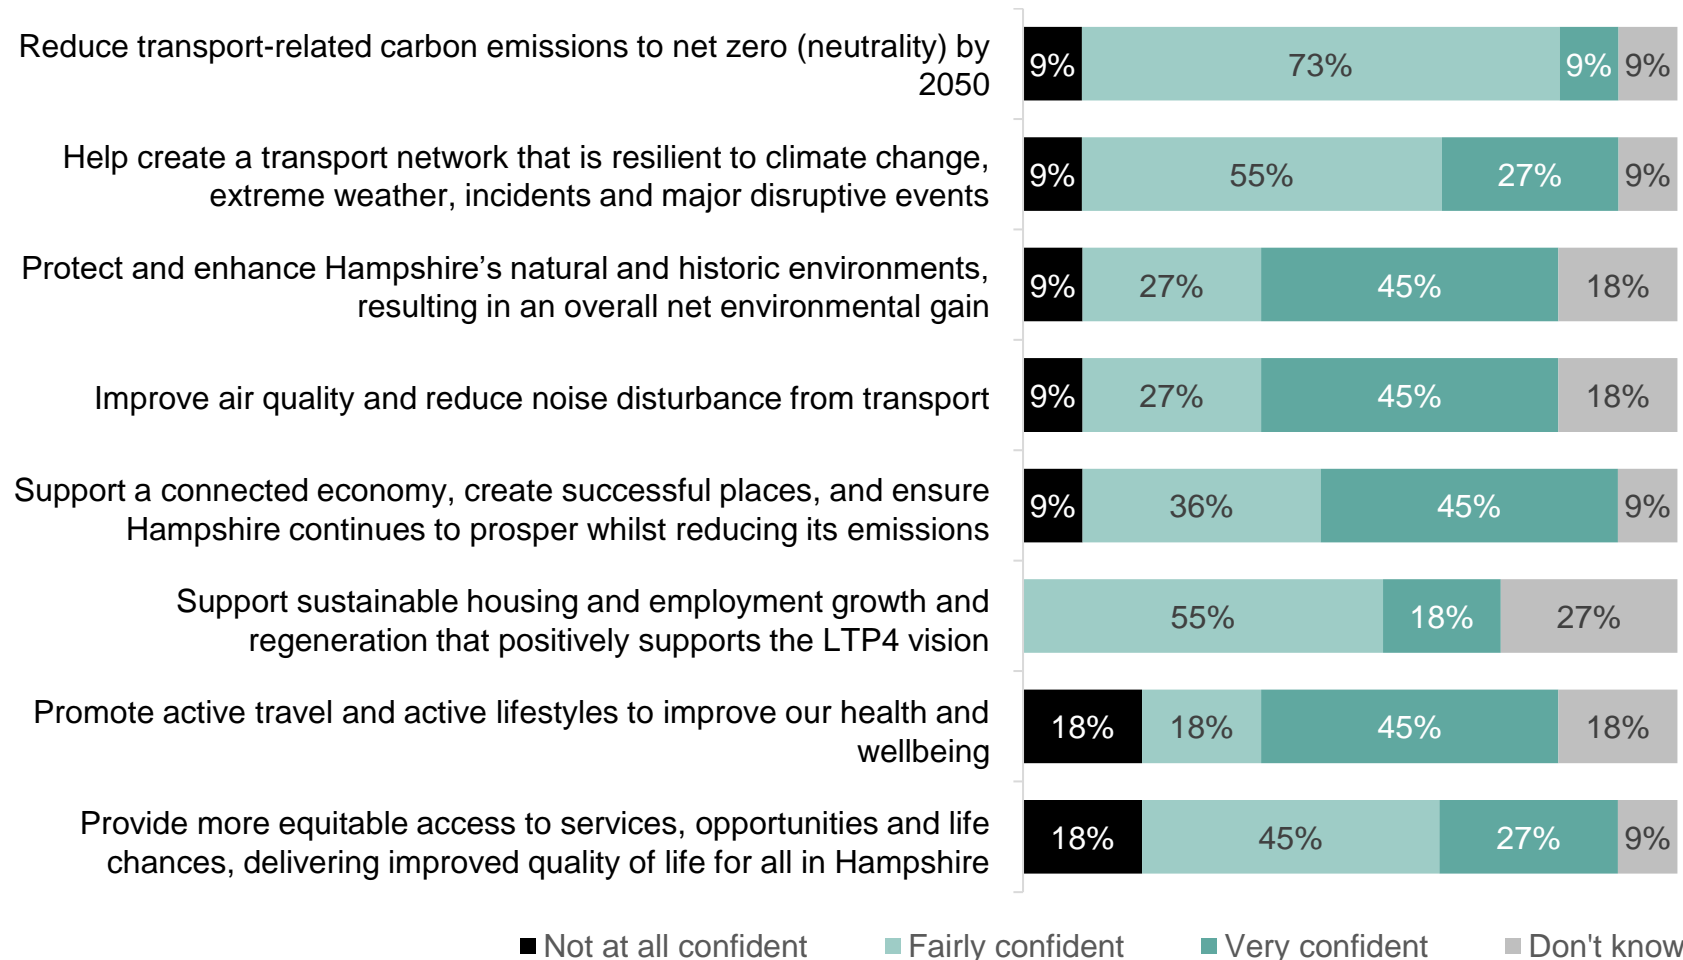 Reduce transport-related carbon emissions to net zero (neutrality) by
2050
9% 73% 9% 9%
Help create a transport network that is resilient to climate change,
extreme weather, incidents and major disruptive events
9% 55% 27% 9%
Protect and enhance Hampshire’s natural and historic environments,
resulting in an overall net environmental gain
9% 27% 45% 18%
Improve air quality and reduce noise disturbance from transport
9% 27% 45% 18%
Support a connected economy, create successful places, and ensure
Hampshire continues to prosper whilst reducing its emissions
9% 36% 45% 9%
Support sustainable housing and employment growth and
regeneration that positively supports the LTP4 vision
55% 18% 27%
Promote active travel and active lifestyles to improve our health and
wellbeing
18% 18% 45% 18%
Provide more equitable access to services, opportunities and life
chances, delivering improved quality of life for all in Hampshire
18% 45% 27% 9%
Not at all confident Fairly confident Very confident Don't know